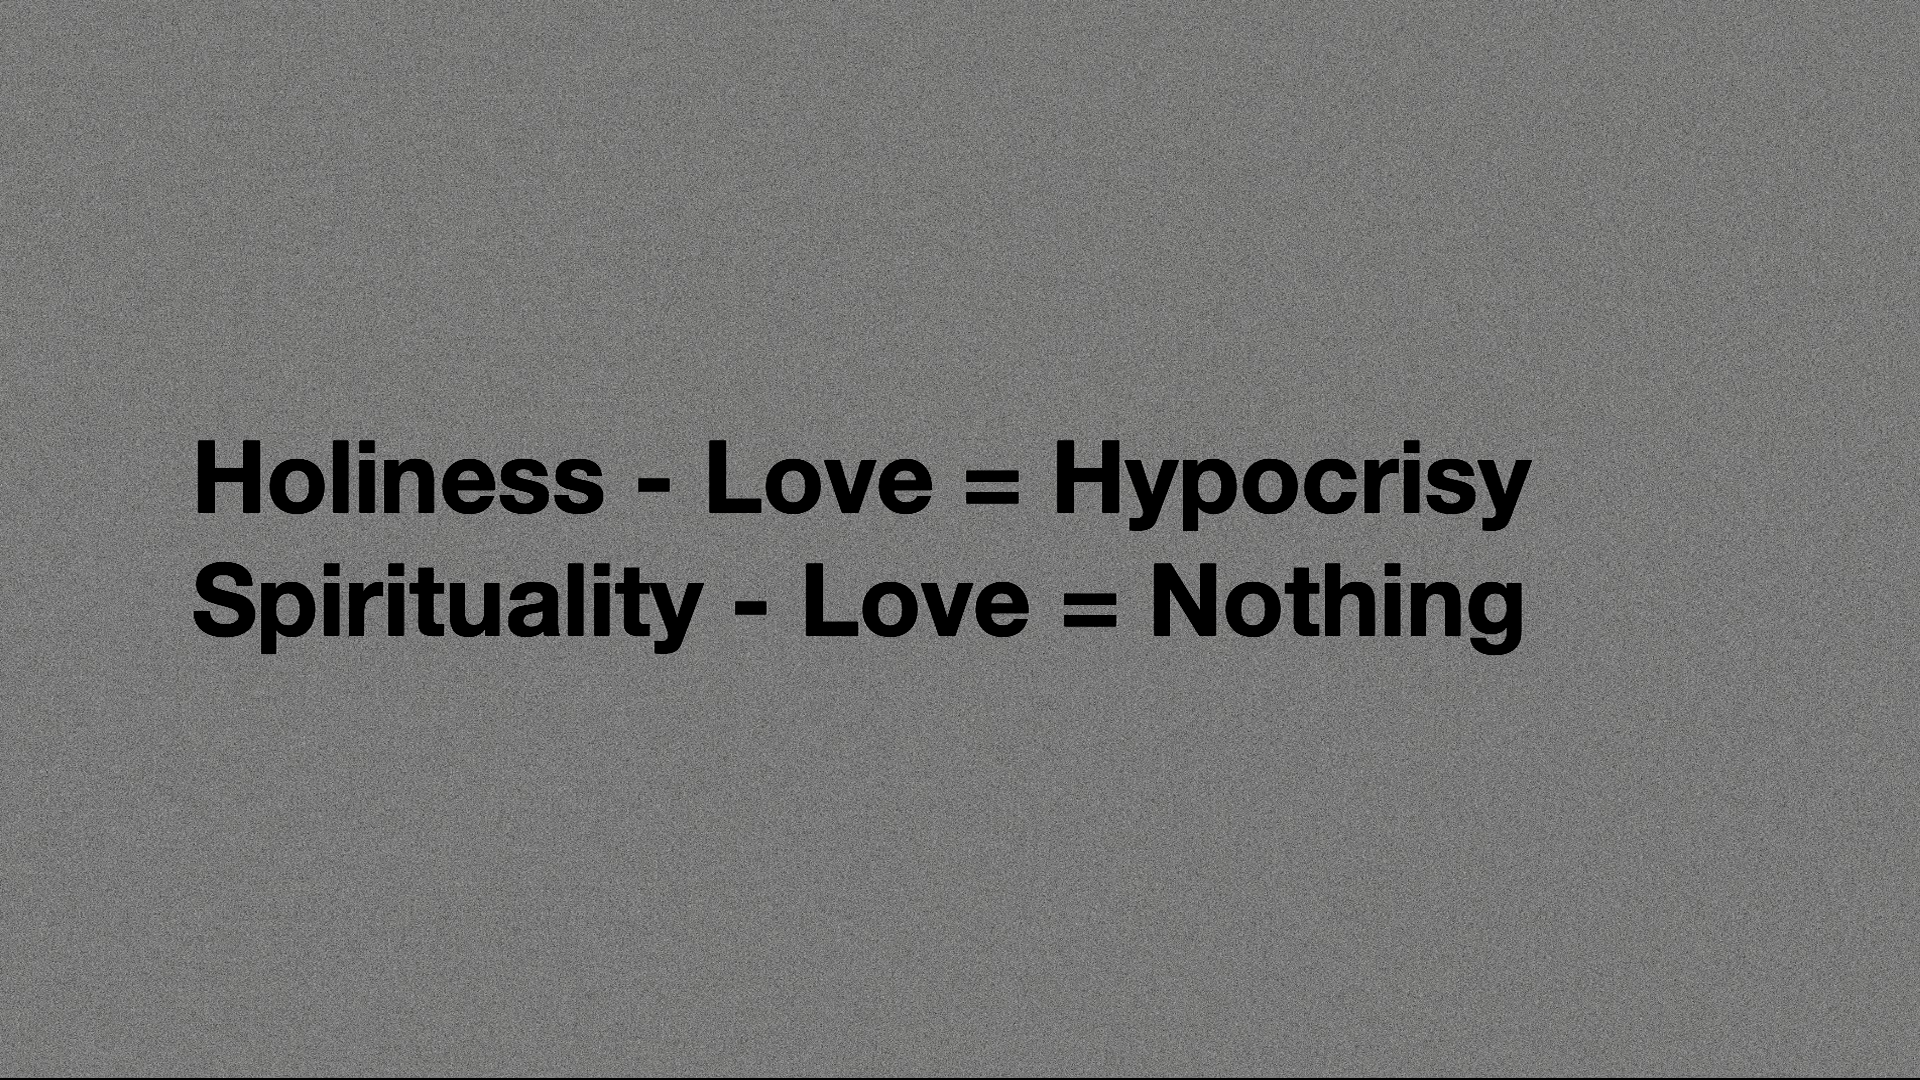 Holiness - Love = Hypocrisy
Spirituality - Love = Nothing